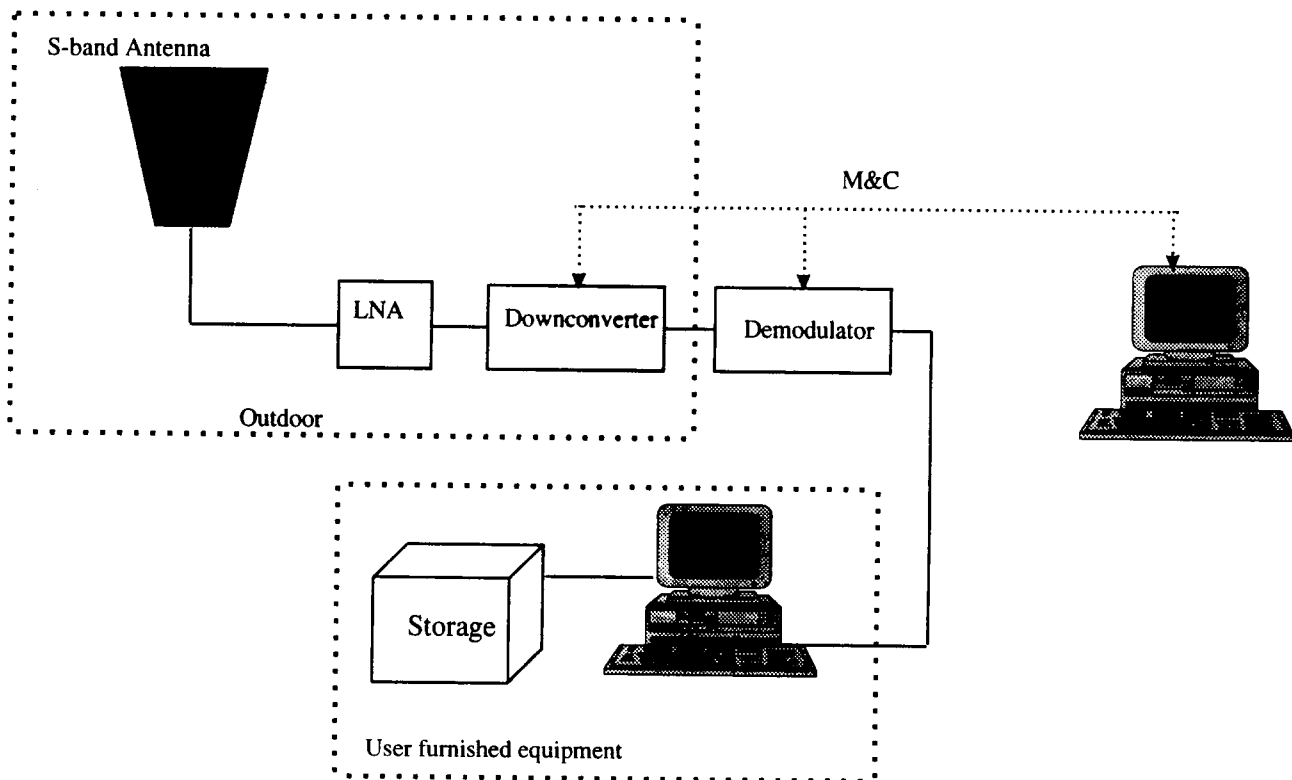 S-band Antenna
M&C
LNA
Downconverter
Demodulator
Outdoor
Storage
User furnished equipment